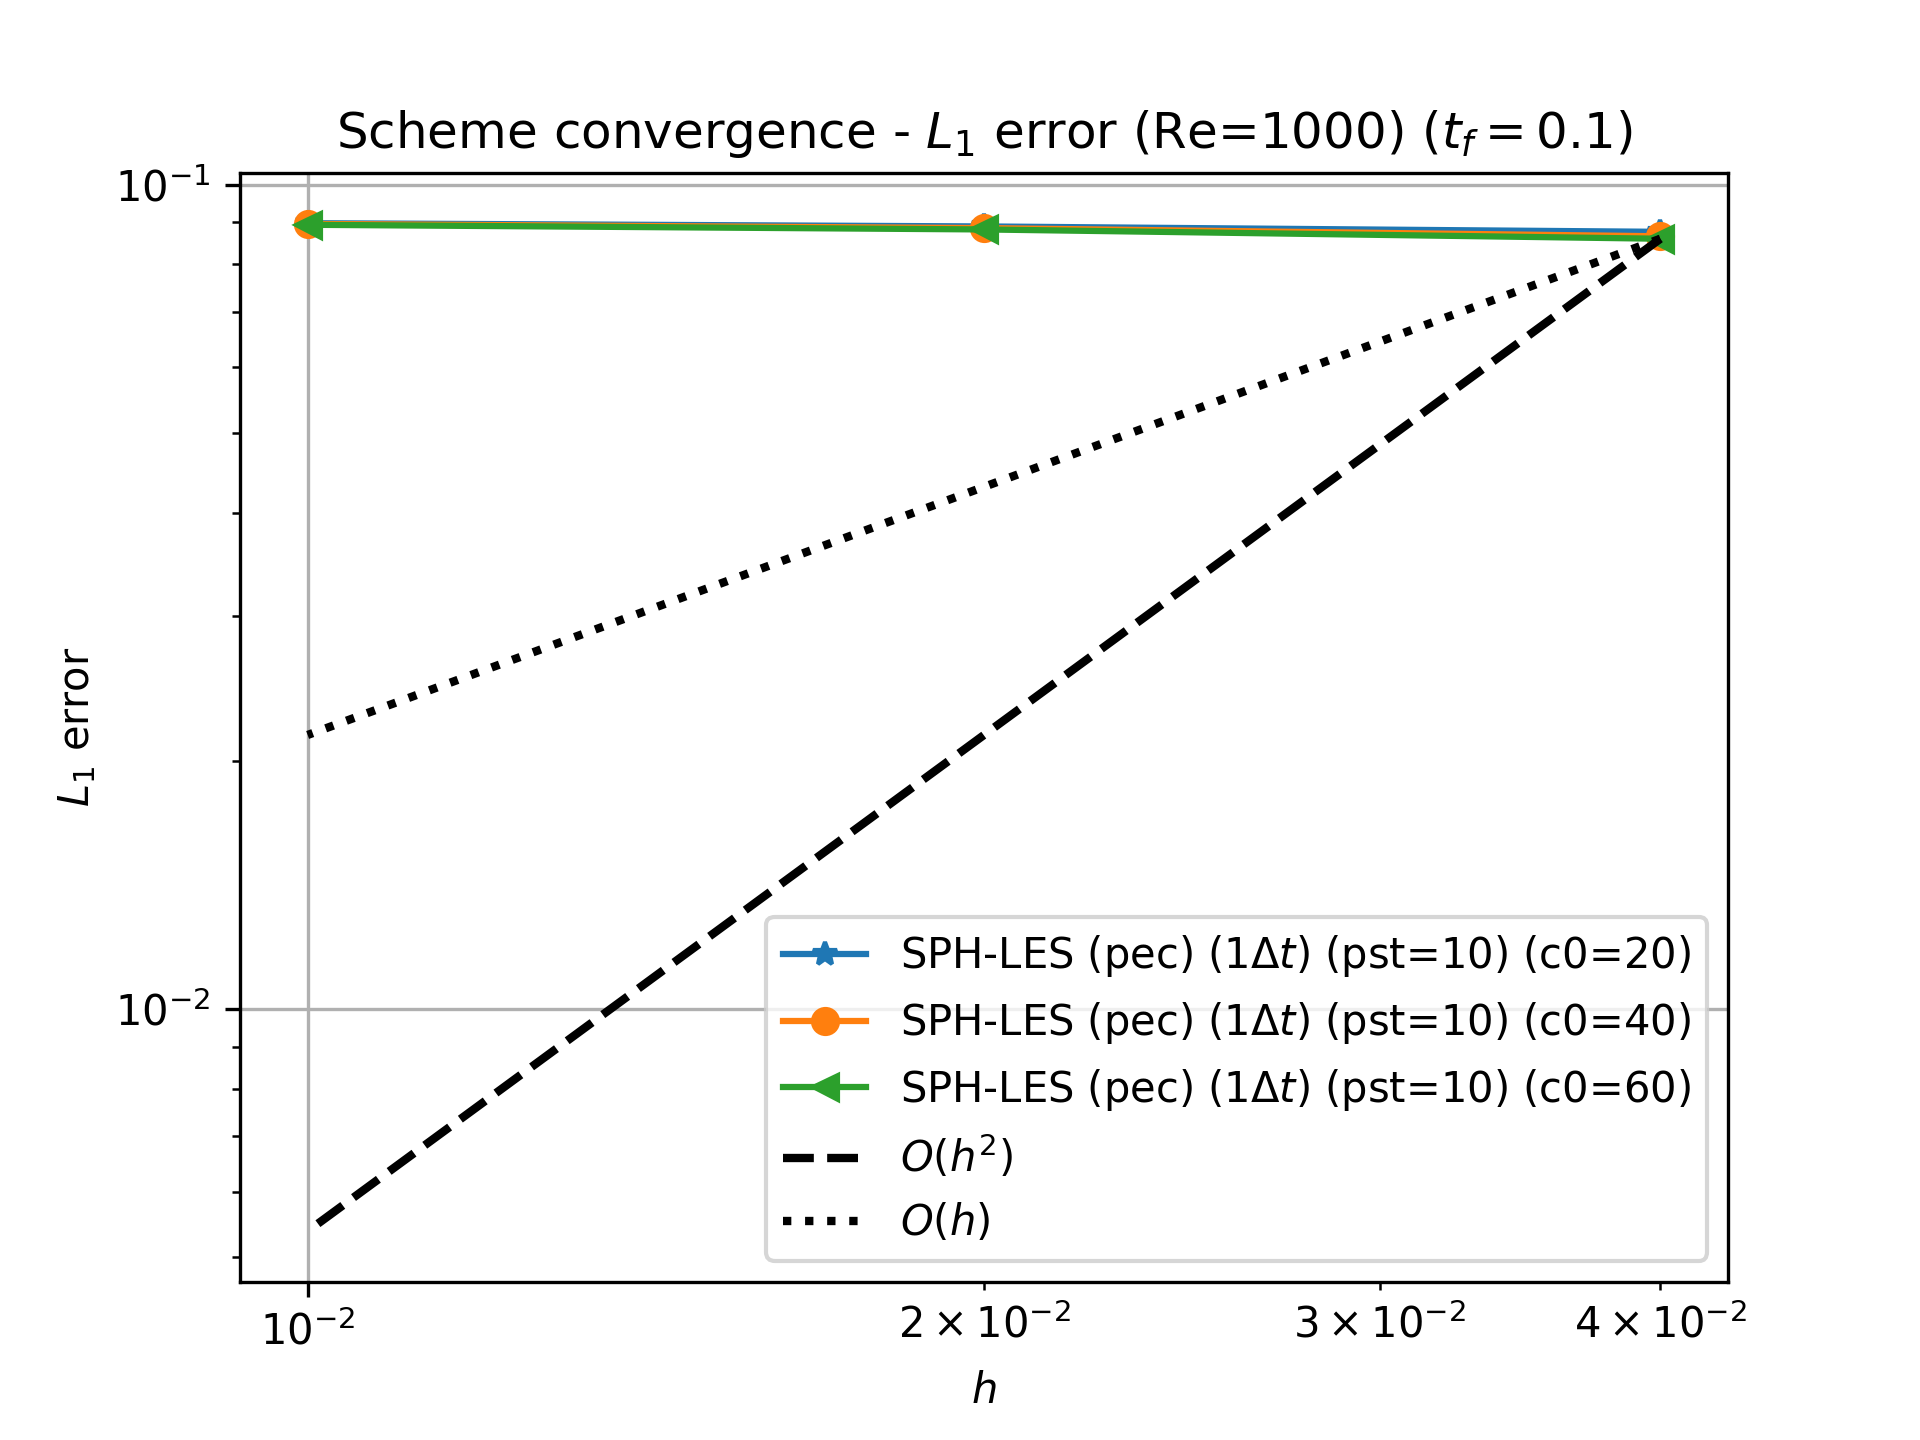 Scheme convergence - L₁ error (Re=1000) (t_f = 0.1)
10⁻¹
10⁻²
L₁ error
SPH-LES (pec) (1Δt) (pst=10) (c0=20)
SPH-LES (pec) (1Δt) (pst=10) (c0=40)
SPH-LES (pec) (1Δt) (pst=10) (c0=60)
O(h²)
O(h)
10⁻² 2 × 10⁻² 3 × 10⁻² 4 × 10⁻²
h